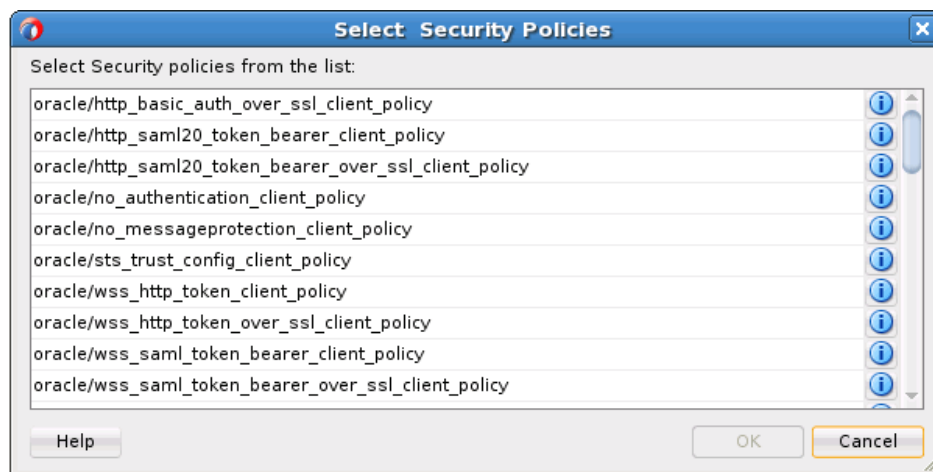 Select Security Policies
Select Security policies from the list:
oracle/http_basic_auth_over_ssl_client_policy
oracle/http_saml20_token_bearer_client_policy
oracle/http_saml20_token_bearer_over_ssl_client_policy
oracle/no_authentication_client_policy
oracle/no_messageprotection_client_policy
oracle/sts_trust_config_client_policy
oracle/wss_http_token_client_policy
oracle/wss_http_token_over_ssl_client_policy
oracle/wss_saml_token_bearer_client_policy
oracle/wss_saml_token_bearer_over_ssl_client_policy
Help OK Cancel